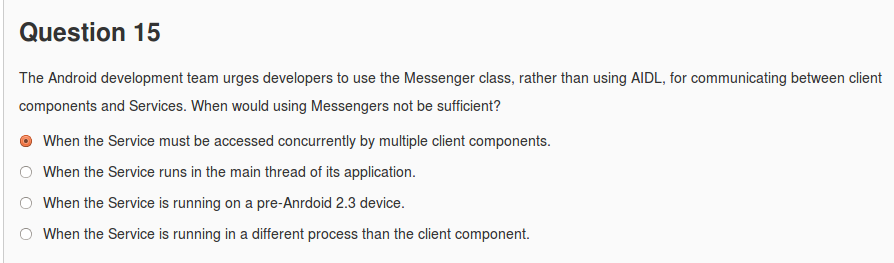 Question 15
The Android development team urges developers to use the Messenger class, rather than using AIDL, for communicating between client
components and Services. When would using Messengers not be sufficient?
When the Service must be accessed concurrently by multiple client components.
When the Service runs in the main thread of its application.
When the Service is running on a pre-Anrdoid 2.3 device.
When the Service is running in a different process than the client component.